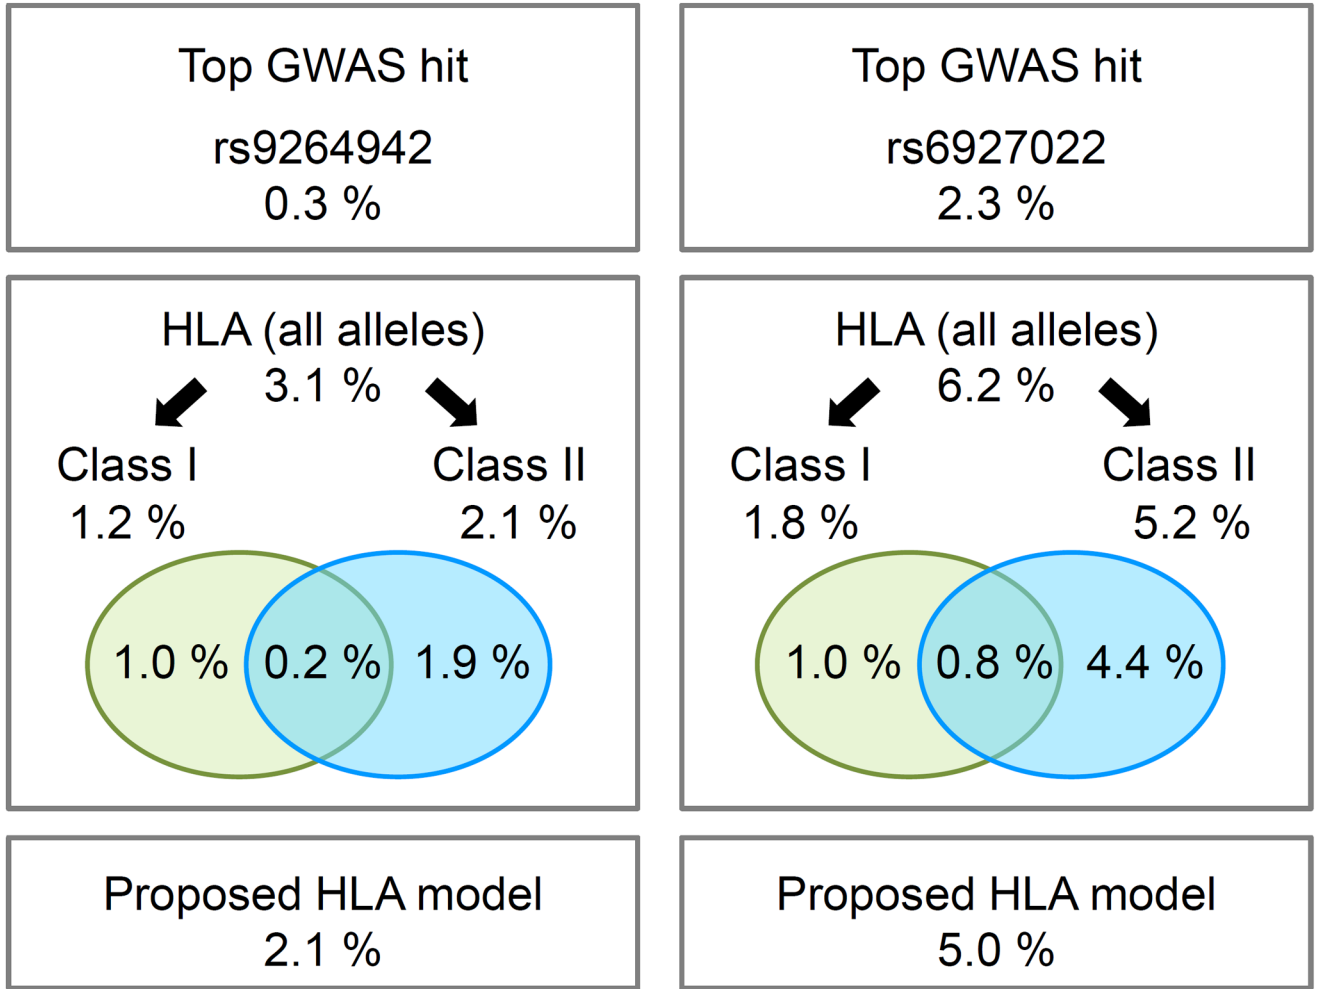 Top GWAS hit
rs9264942
0.3 %
HLA (all alleles)
3.1 %
Class I
Class II
1.2 %
2.1 %
1.0 %
0.2 %
1.9 %
Proposed HLA model
2.1 %
Top GWAS hit
rs6927022
2.3 %
HLA (all alleles)
6.2 %
Class I
Class II
1.8 %
5.2 %
1.0 %
0.8 %
4.4 %
Proposed HLA model
5.0 %